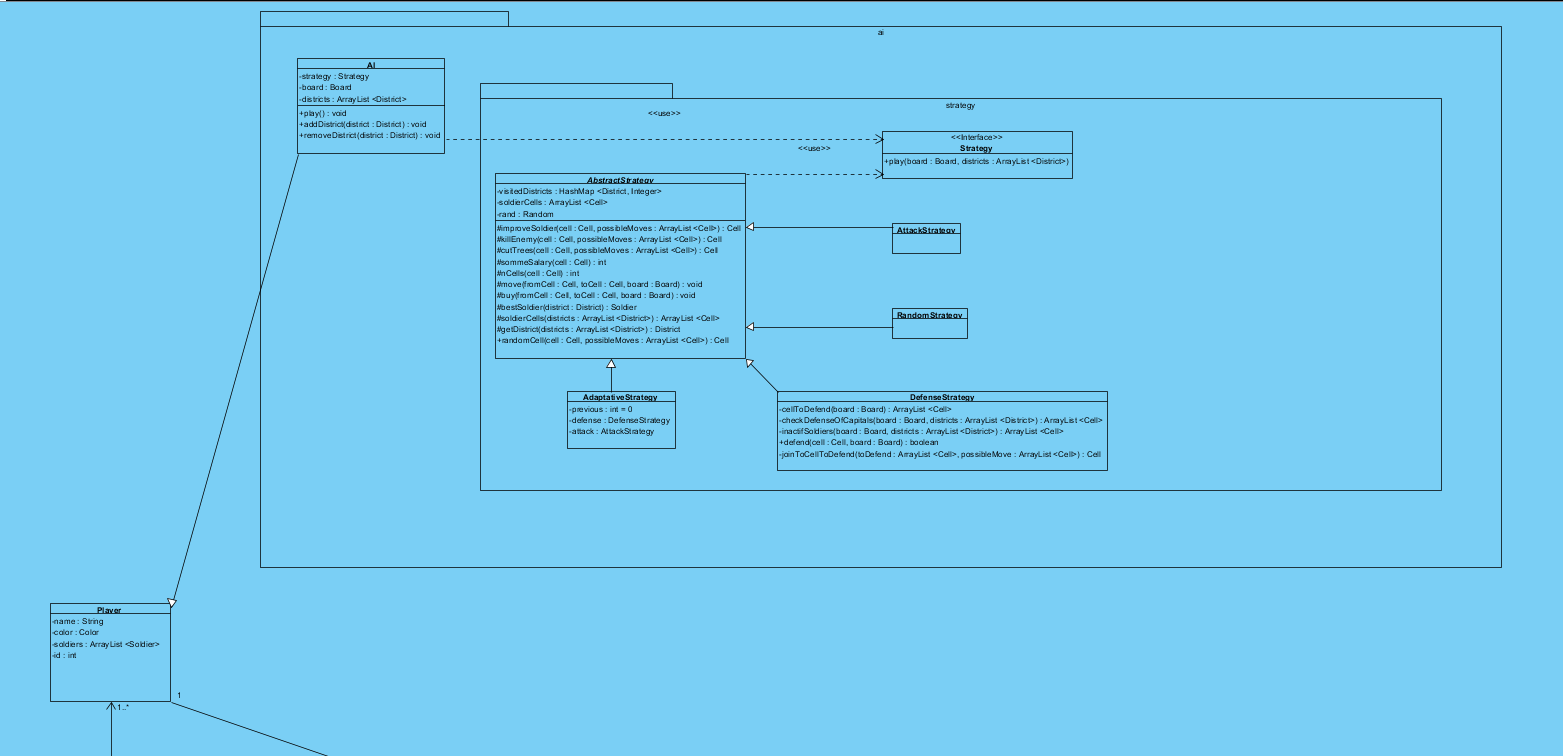 ai
AI
-strategy : Strategy
-board : Board
-districts : ArrayList <District>
+play() : void
+addDistrict(district : District) : void
+removeDistrict(district : District) : void
strategy
<<use>>
<<use>>
<<Interface>>
Strategy
+play(board : Board, districts : ArrayList <District>)
AbstractStrategy
-visitedDistricts : HashMap <District, Integer>
-soldierCells : ArrayList <Cell>
-rand : Random
#improveSoldier(cell : Cell, possibleMoves : ArrayList <Cell>) : Cell
#killEnemy(cell : Cell, possibleMoves : ArrayList <Cell>) : Cell
#cutTrees(cell : Cell, possibleMoves : ArrayList <Cell>) : Cell
#sommeSalary(cell : Cell) : int
#nCells(cell : Cell) : int
#move(fromCell : Cell, toCell : Cell, board : Board) : void
#buy(fromCell : Cell, toCell : Cell, board : Board) : void
#bestSoldier(district : District) : Soldier
#soldierCells(districts : ArrayList <District>) : ArrayList <Cell>
#getDistrict(districts : ArrayList <District>) : District
+randomCell(cell : Cell, possibleMoves : ArrayList <Cell>) : Cell
AttackStrategy
RandomStrategy
AdaptativeStrategy
-previous : int = 0
-defense : DefenseStrategy
-attack : AttackStrategy
DefenseStrategy
-cellToDefend(board : Board) : ArrayList <Cell>
-checkDefenseOfCapitals(board : Board, districts : ArrayList <District>) : ArrayList <Cell>
-inactifSoldiers(board : Board, districts : ArrayList <District>) : ArrayList <Cell>
+defend(cell : Cell, board : Board) : boolean
-joinToCellToDefend(toDefend : ArrayList <Cell>, possibleMove : ArrayList <Cell>) : Cell
Player
-name : String
-color : Color
-soldiers : ArrayList <Soldier>
-id : int
1
1..*